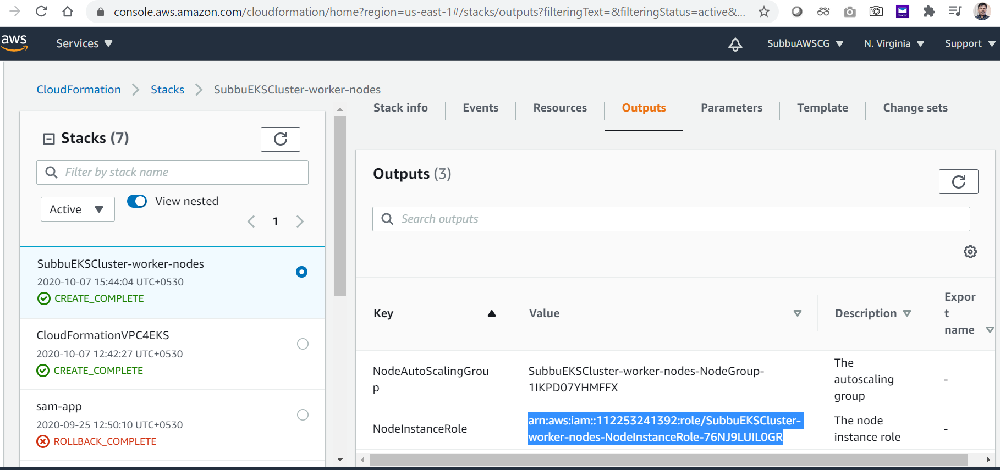 console.aws.amazon.com/cloudformation/home?region=us-east-1#/stacks/outputs?filteringText=&filteringStatus=active&...
aws
Services
SubbuAWSCG
N. Virginia
Support
CloudFormation
Stacks
SubbuEKSCluster-worker-nodes
Stack info
Events
Resources
Outputs
Parameters
Template
Change sets
Stacks (7)
Filter by stack name
Active
View nested
1
SubbuEKSCluster-worker-nodes
2020-10-07 15:44:04 UTC+0530
CREATE_COMPLETE
CloudFormationVPC4EKS
2020-10-07 12:42:27 UTC+0530
CREATE_COMPLETE
sam-app
2020-09-25 12:50:10 UTC+0530
ROLLBACK_COMPLETE
Outputs (3)
Search outputs
Key
Value
Description
Expor
t
name
NodeAutoScalingGrou
p
SubbuEKSCluster-worker-nodes-NodeGroup-
1IKPD07YHMFFX
The
autoscaling
group
-
NodeInstanceRole
arn:aws:iam::112253241392:role/SubbuEKSCluster-
worker-nodes-NodeInstanceRole-76NJ9LUIL0GR
The node
instance role
-